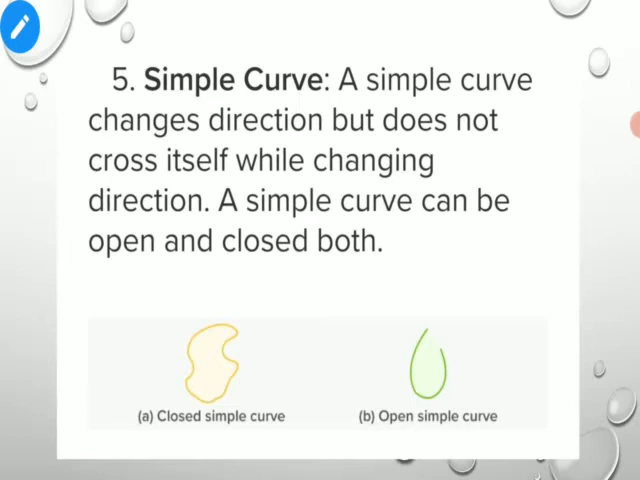 5. Simple Curve: A simple curve
changes direction but does not
cross itself while changing
direction. A simple curve can be
open and closed both.
(a) Closed simple curve
(b) Open simple curve